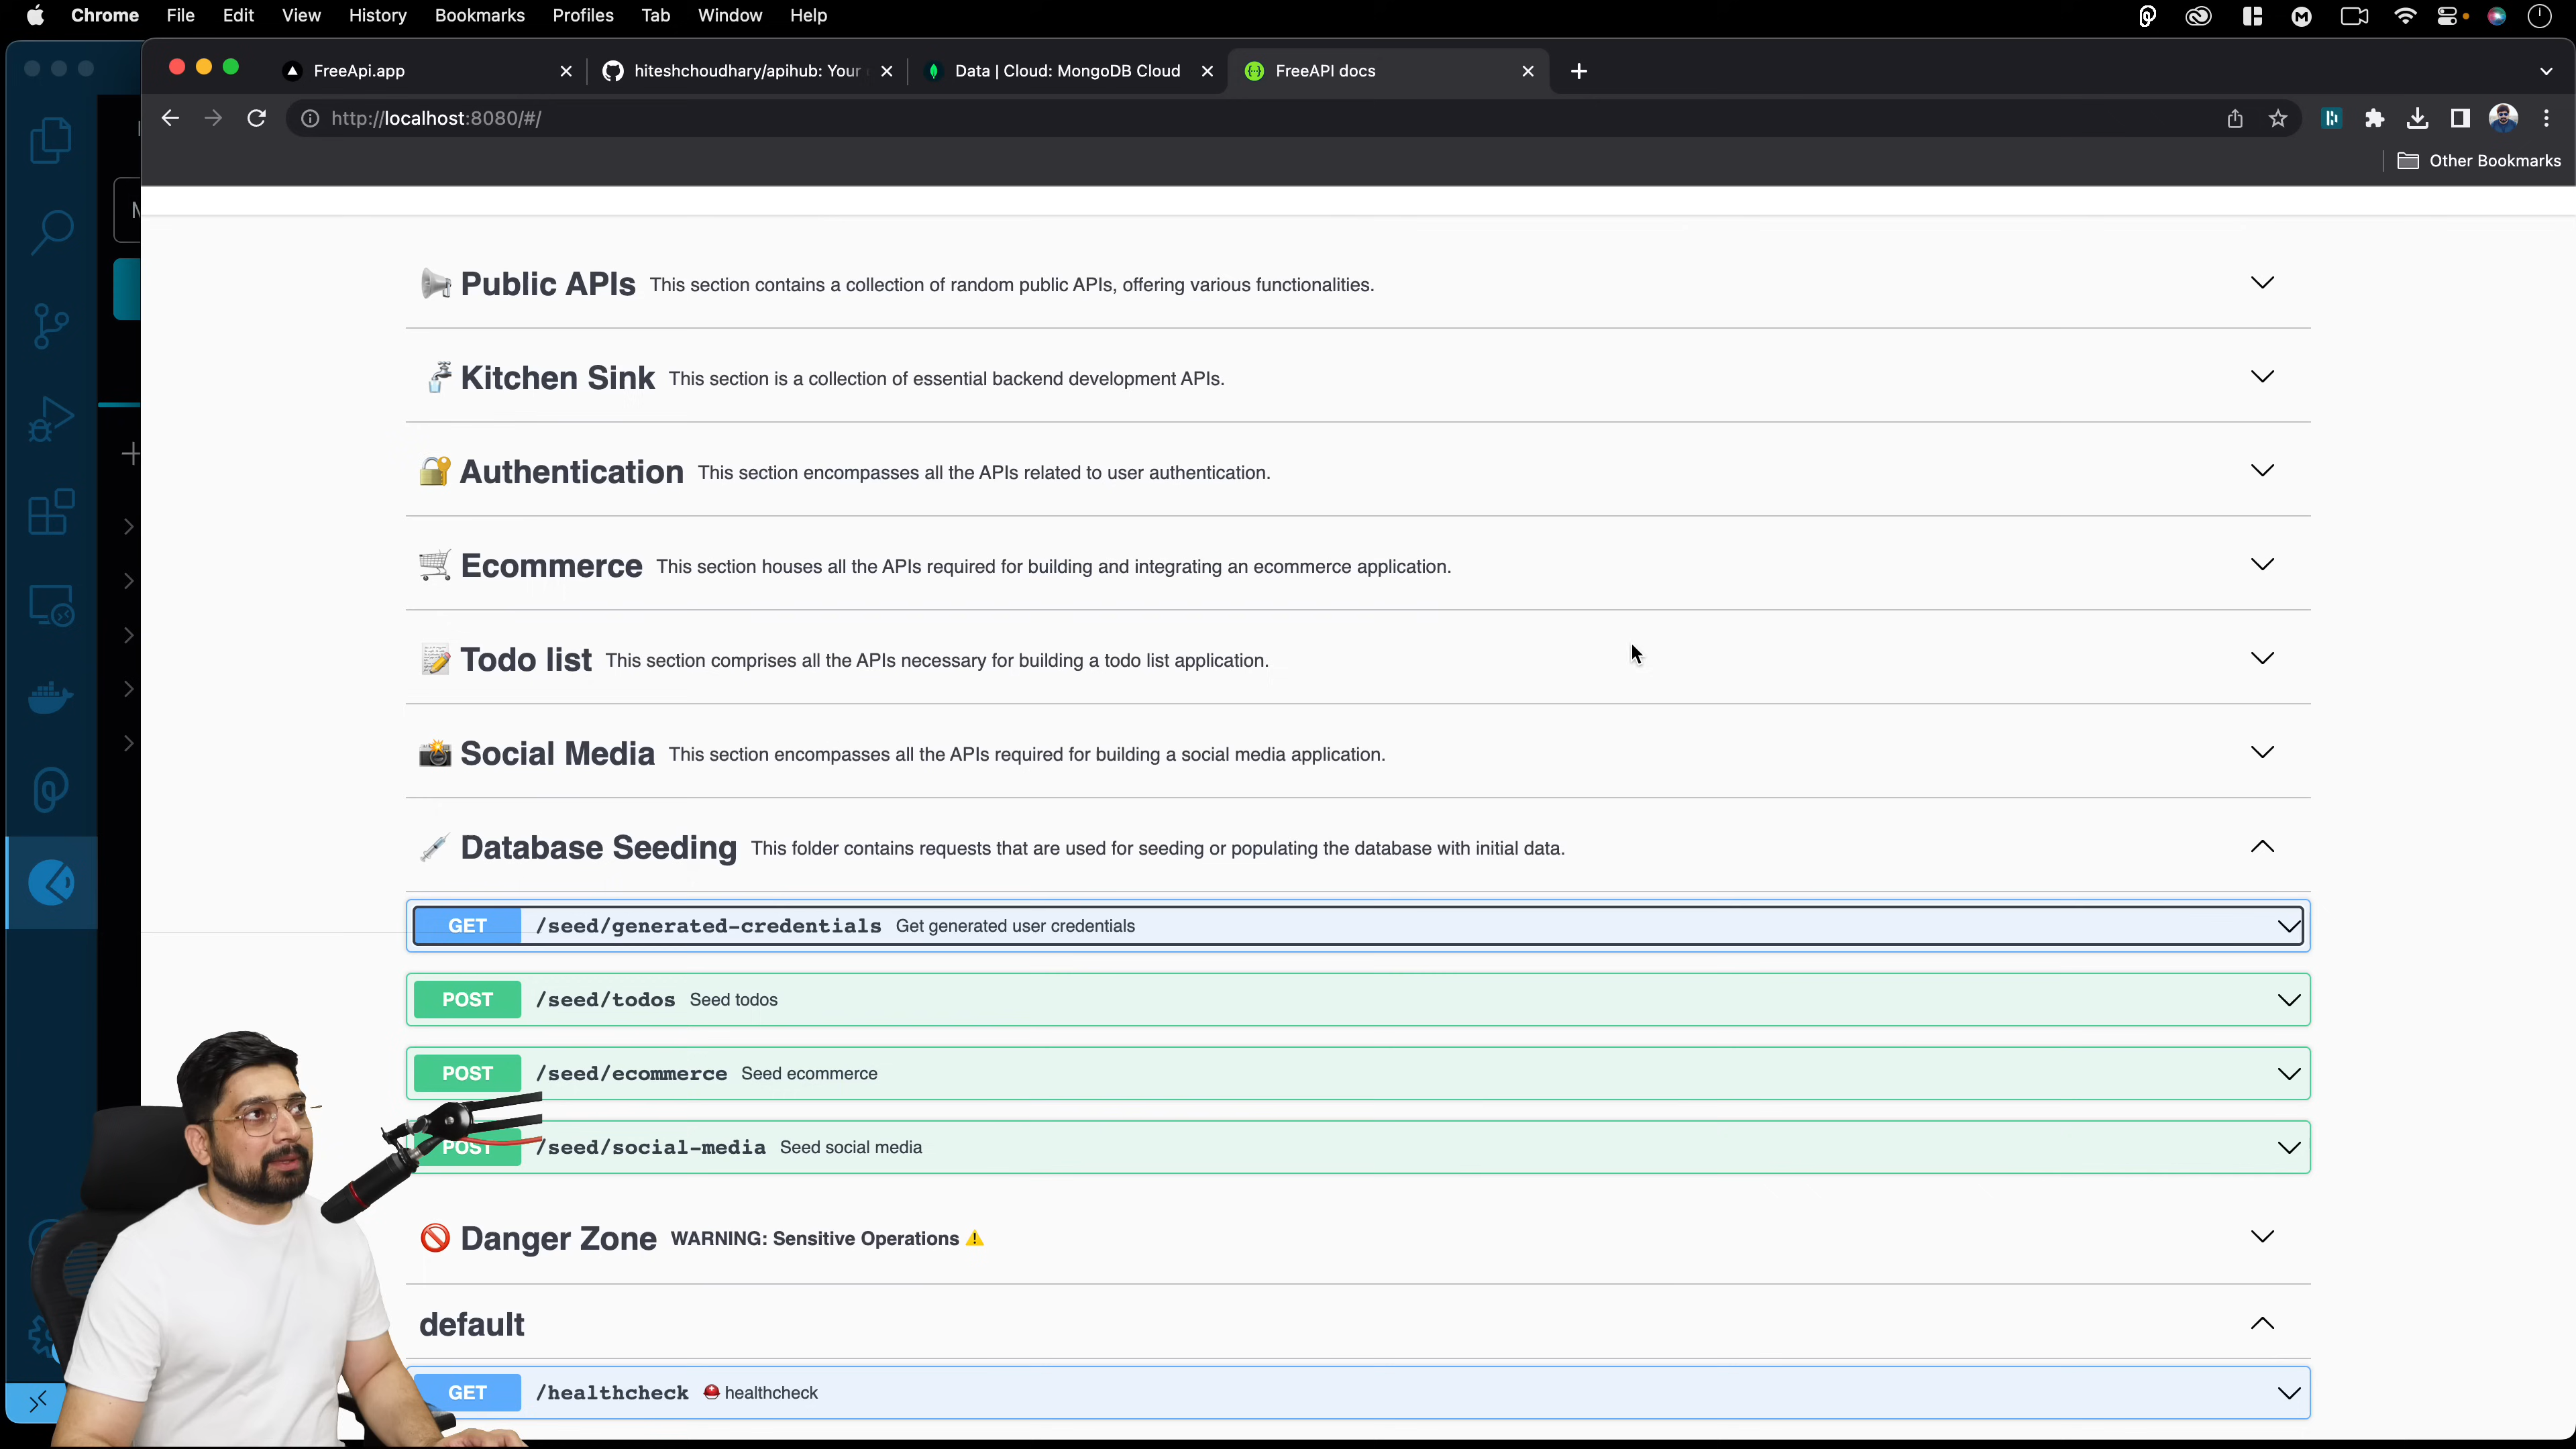 Chrome File Edit View History Bookmarks Profiles Tab Window Help
FreeApi.app
hiteshchoudhary/apihub: Your
Data | Cloud: MongoDB Cloud
FreeAPI docs
http://localhost:8080/#/
Other Bookmarks
Public APIs This section contains a collection of random public APIs, offering various functionalities.
Kitchen Sink This section is a collection of essential backend development APIs.
Authentication This section encompasses all the APIs related to user authentication.
Ecommerce This section houses all the APIs required for building and integrating an ecommerce application.
Todo list This section comprises all the APIs necessary for building a todo list application.
Social Media This section encompasses all the APIs required for building a social media application.
Database Seeding This folder contains requests that are used for seeding or populating the database with initial data.
GET /seed/generated-credentials Get generated user credentials
POST /seed/todos Seed todos
POST /seed/ecommerce Seed ecommerce
POST /seed/social-media Seed social media
Danger Zone WARNING: Sensitive Operations
default
GET /healthcheck healthcheck